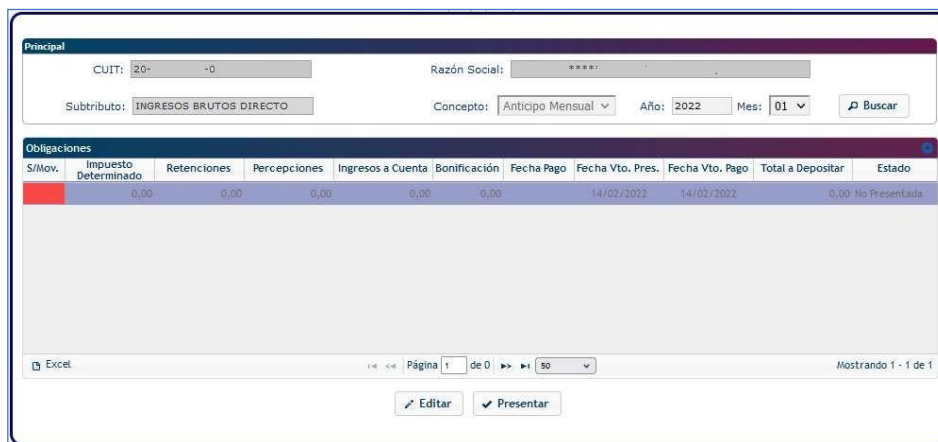 Principal
CUIT: 20- -0 Razón Social: ****:
Subtributo: INGRESOS BRUTOS DIRECTO Concepto: Anticipo Mensual Año: 2022 Mes: 01 Buscar
Obligaciones
S/Mov. Impuesto Determinado Retenciones Percepciones Ingresos a Cuenta Bonificación Fecha Pago Fecha Vto. Pres. Fecha Vto. Pago Total a Depositar Estado
0,00 0,00 0,00 0,00 0,00 14/02/2022 14/02/2022 0,00 No Presentada
Excel Página 1 de 0 50 Mostrando 1 - 1 de 1
Editar Presentar